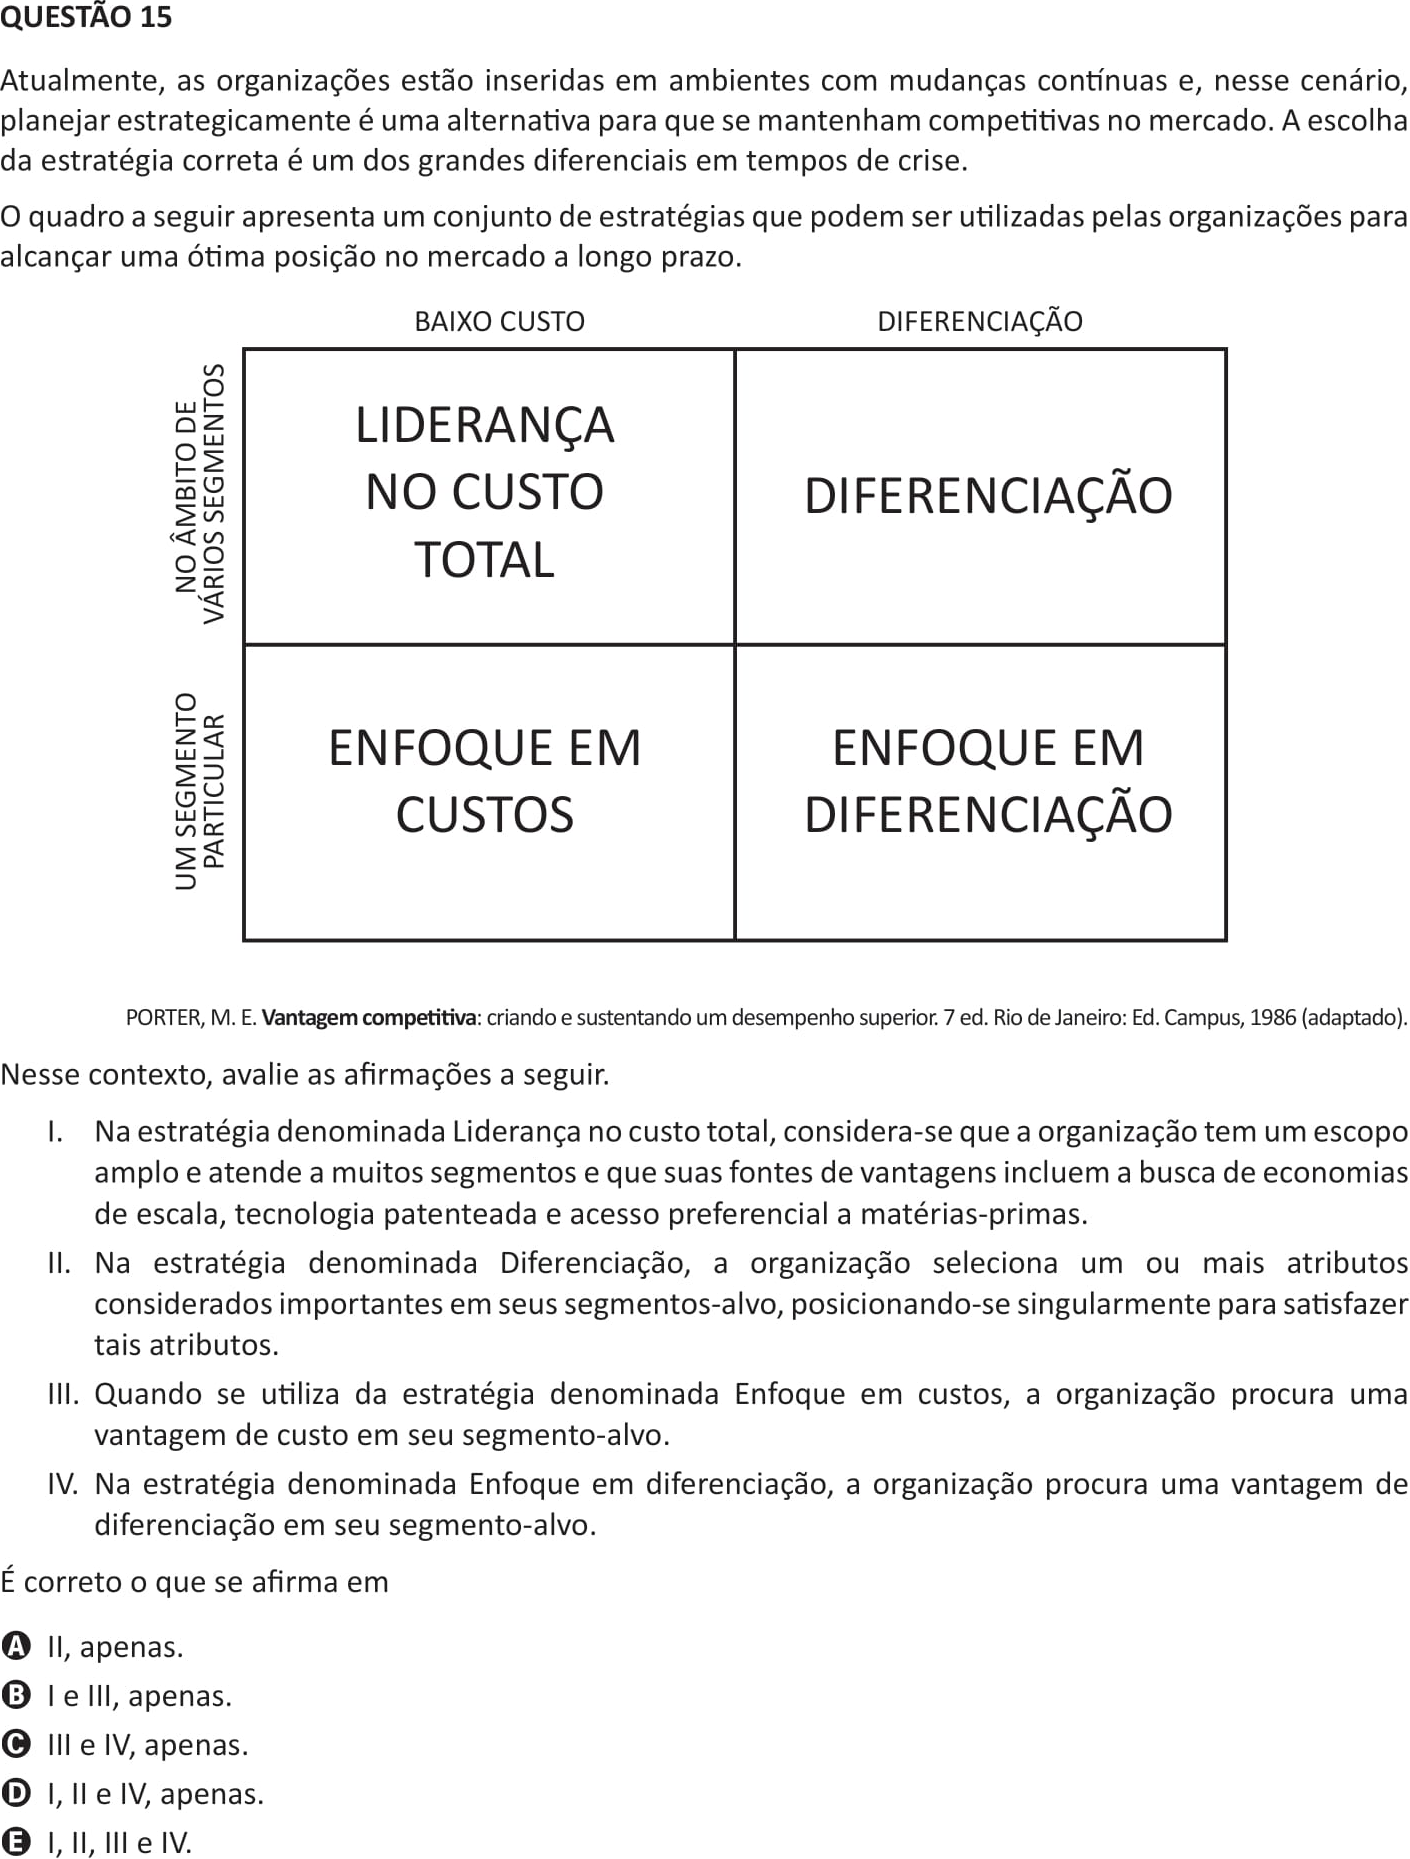 QUESTÃO 15
Atualmente, as organizações estão inseridas em ambientes com mudanças contínuas e, nesse cenário,
planejar estrategicamente é uma alternativa para que se mantenham competitivas no mercado. A escolha
da estratégia correta é um dos grandes diferenciais em tempos de crise.
O quadro a seguir apresenta um conjunto de estratégias que podem ser utilizadas pelas organizações para
alcançar uma ótima posição no mercado a longo prazo.
BAIXO CUSTO
DIFERENCIAÇÃO
NO ÂMBITO DE
VÁRIOS SEGMENTOS
LIDERANÇA
NO CUSTO
TOTAL
DIFERENCIAÇÃO
UM SEGMENTO
PARTICULAR
ENFOQUE EM
CUSTOS
ENFOQUE EM
DIFERENCIAÇÃO
PORTER, M. E. Vantagem competitiva: criando e sustentando um desempenho superior. 7 ed. Rio de Janeiro: Ed. Campus, 1986 (adaptado).
Nesse contexto, avalie as afirmações a seguir.
I. Na estratégia denominada Liderança no custo total, considera-se que a organização tem um escopo
amplo e atende a muitos segmentos e que suas fontes de vantagens incluem a busca de economias
de escala, tecnologia patenteada e acesso preferencial a matérias-primas.
II. Na estratégia denominada Diferenciação, a organização seleciona um ou mais atributos
considerados importantes em seus segmentos-alvo, posicionando-se singularmente para satisfazer
tais atributos.
III. Quando se utiliza da estratégia denominada Enfoque em custos, a organização procura uma
vantagem de custo em seu segmento-alvo.
IV. Na estratégia denominada Enfoque em diferenciação, a organização procura uma vantagem de
diferenciação em seu segmento-alvo.
É correto o que se afirma em
A II, apenas.
B I e III, apenas.
C III e IV, apenas.
D I, II e IV, apenas.
E I, II, III e IV.